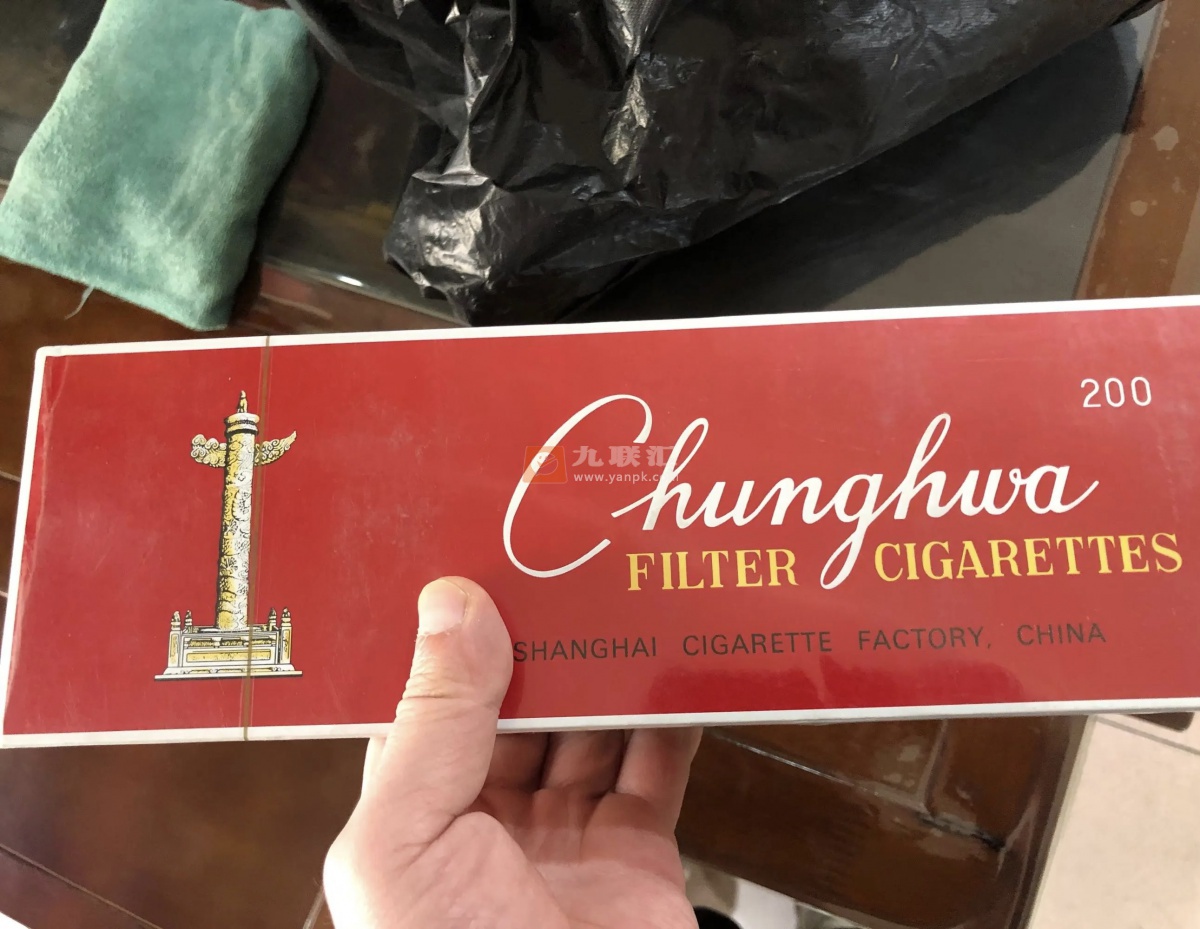 200
Chunghwa
FILTER CIGARETTES
SHANGHAI CIGARETTE FACTORY, CHINA
九联汇
www.yanpk.com